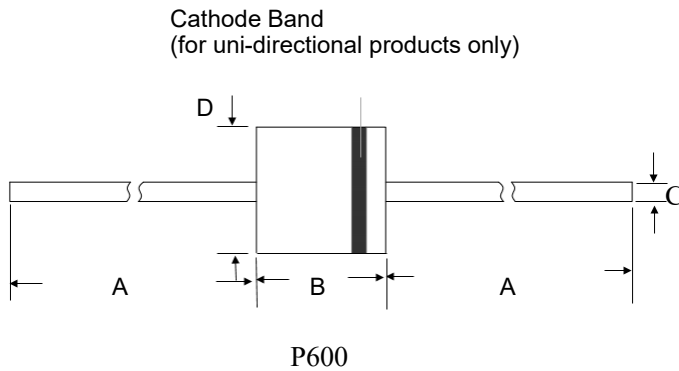 Cathode Band
(for uni-directional products only)
D
C
A
B
A
P600